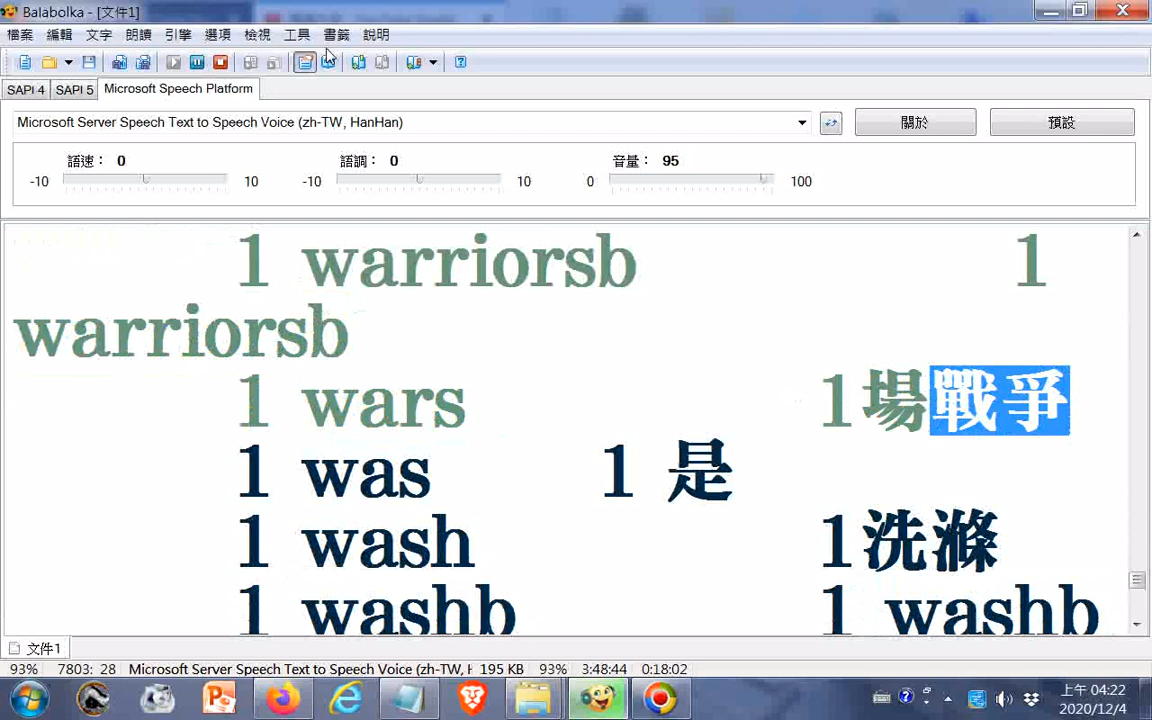 Balabolka - [文件1]
檔案 編輯 文字 朗讀 引擎 選項 檢視 工具 書籤 說明
SAPI 4 SAPI 5 Microsoft Speech Platform
Microsoft Server Speech Text to Speech Voice (zh-TW, HanHan) 關於 預設
語速： 0 語調： 0 音量： 95
-10 10 -10 10 0 100
1 warriorsb 1
warriorsb
1 wars 1場戰爭
1 was 1 是
1 wash 1洗滌
1 washb 1 washb
文件1
93% 7803: 28 Microsoft Server Speech Text to Speech Voice (zh-TW, H 195 KB 93% 3:48:44 0:18:02
上午 04:22
2020/12/4